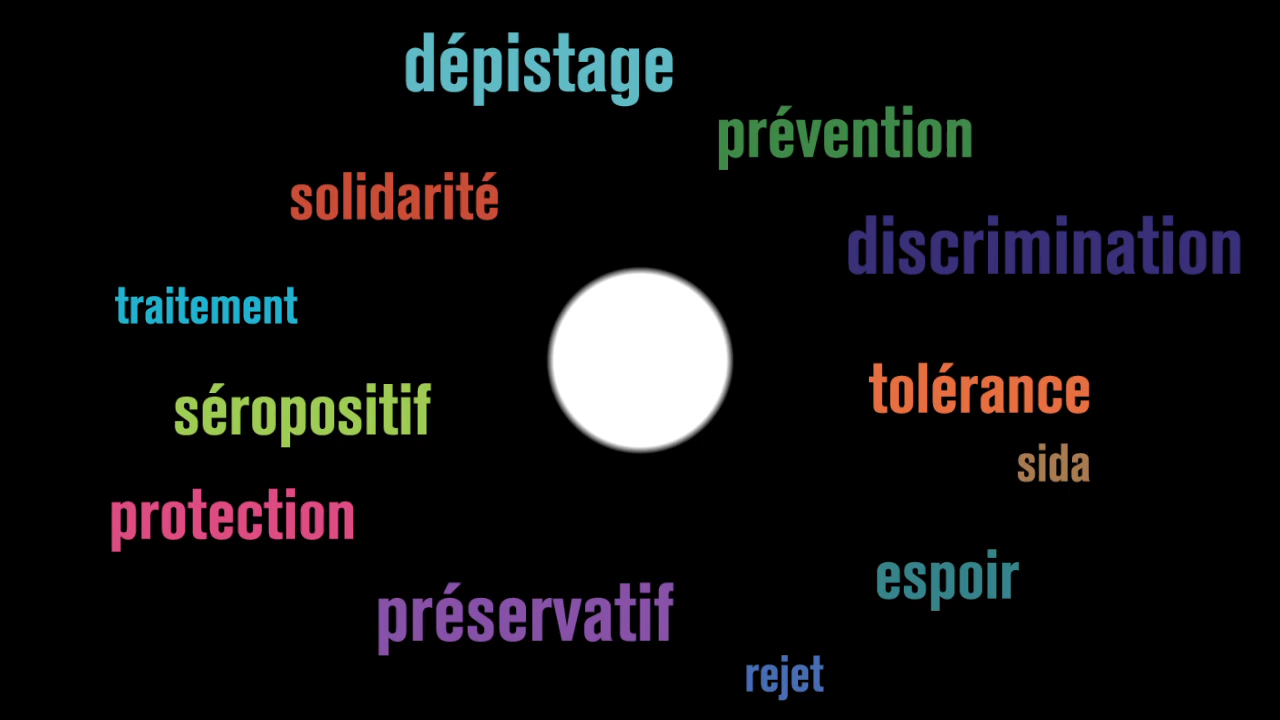 dépistage
prévention
solidarité
discrimination
traitement
tolérance
séropositif
sida
protection
espoir
préservatif
rejet